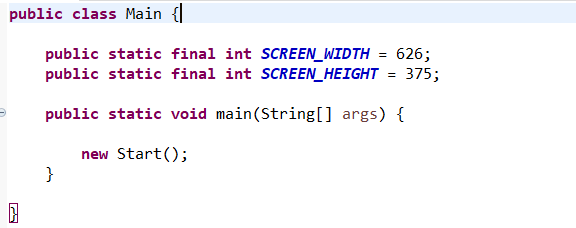 public class Main {
public static final int SCREEN_WIDTH = 626;
public static final int SCREEN_HEIGHT = 375;
public static void main(String[] args) {
new Start();
}
}